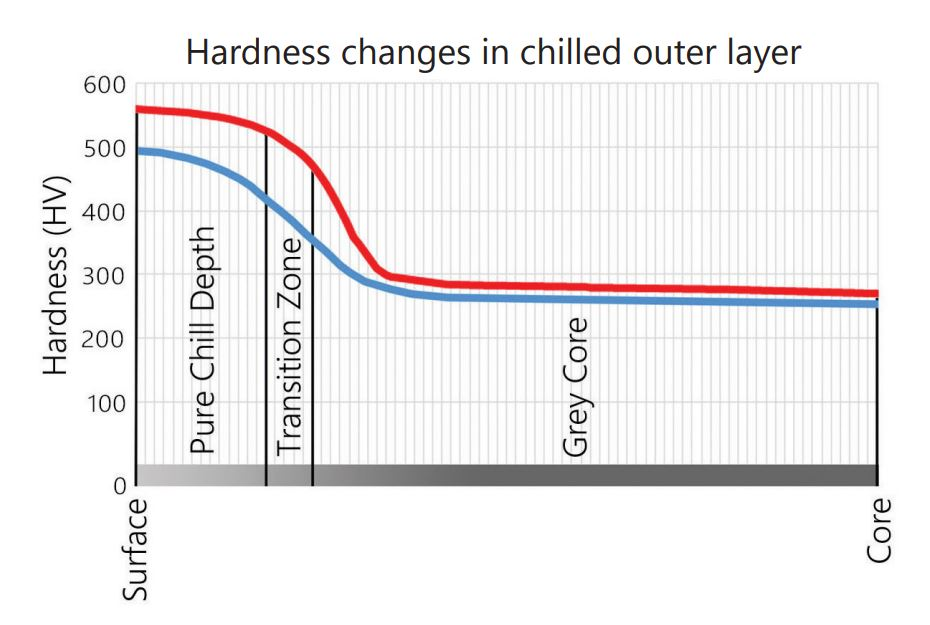 Hardness changes in chilled outer layer
Hardness (HV)
600
500
400
300
200
100
0
Pure Chill Depth
Transition Zone
Grey Core
Surface
Core